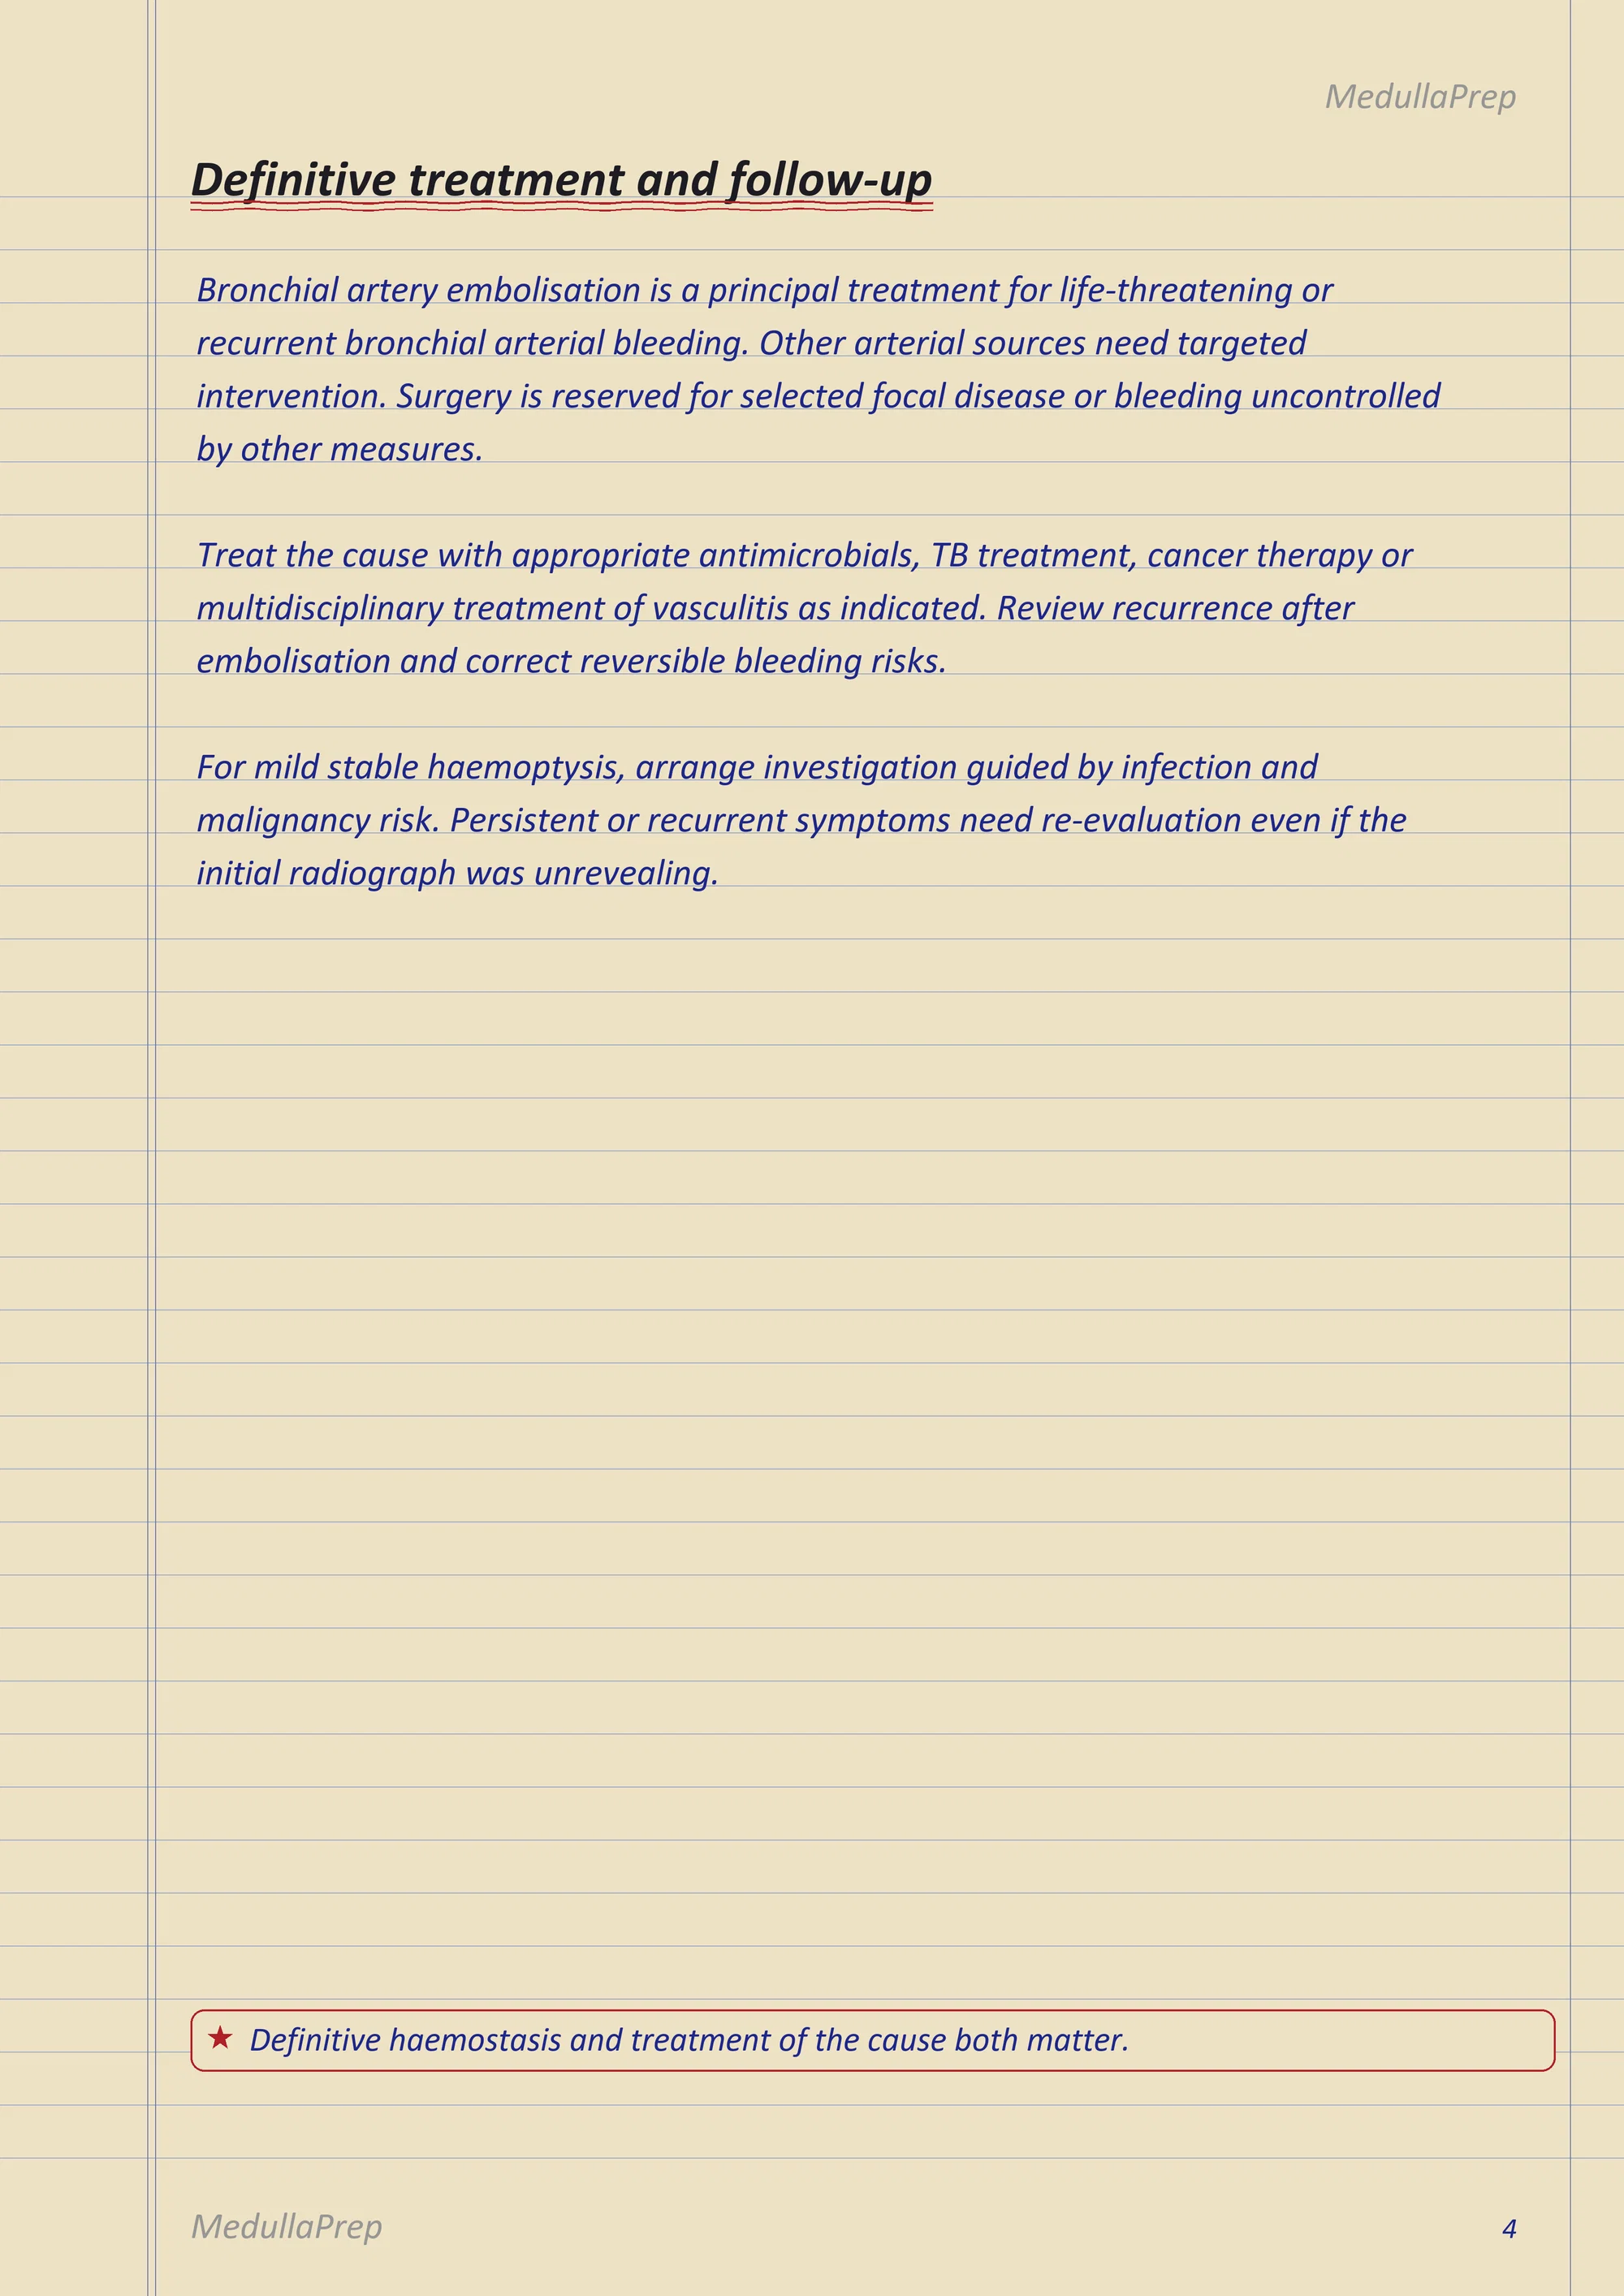 MedullaPrep
Definitive treatment and follow-up
Bronchial artery embolisation is a principal treatment for life-threatening or
recurrent bronchial arterial bleeding. Other arterial sources need targeted
intervention. Surgery is reserved for selected focal disease or bleeding uncontrolled
by other measures.
Treat the cause with appropriate antimicrobials, TB treatment, cancer therapy or
multidisciplinary treatment of vasculitis as indicated. Review recurrence after
embolisation and correct reversible bleeding risks.
For mild stable haemoptysis, arrange investigation guided by infection and
malignancy risk. Persistent or recurrent symptoms need re-evaluation even if the
initial radiograph was unrevealing.
★ Definitive haemostasis and treatment of the cause both matter.
MedullaPrep
4